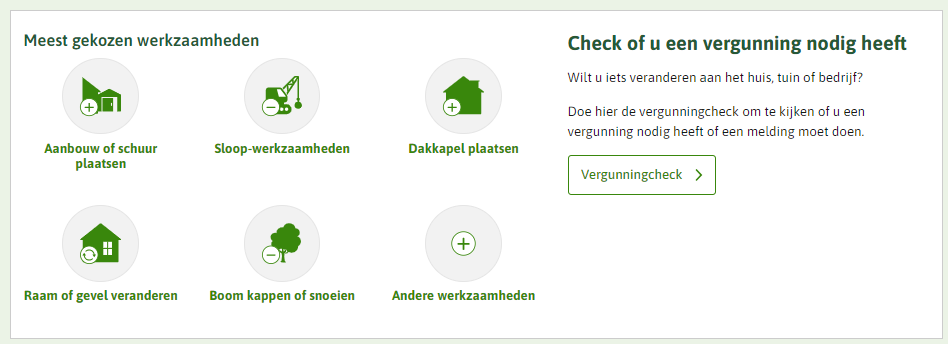 Meest gekozen werkzaamheden
Aanbouw of schuur
plaatsen
Sloop-werkzaamheden
Dakkapel plaatsen
Raam of gevel veranderen
Boom kappen of snoeien
Andere werkzaamheden
Check of u een vergunning nodig heeft
Wilt u iets veranderen aan het huis, tuin of bedrijf?
Doe hier de vergunningcheck om te kijken of u een
vergunning nodig heeft of een melding moet doen.
Vergunningcheck